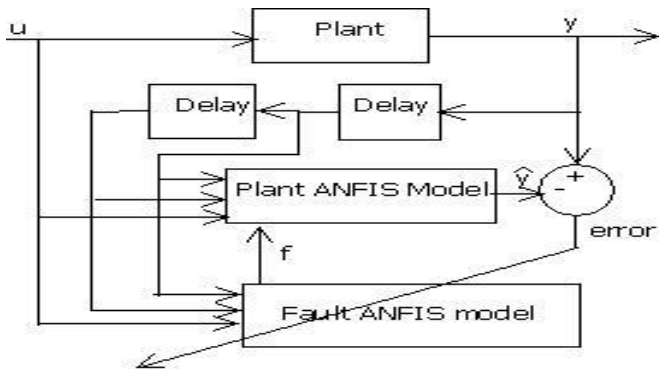 u
Plant
y
Delay
Delay
Plant ANFIS Model
ŷ
-
+
error
f
Fault ANFIS model